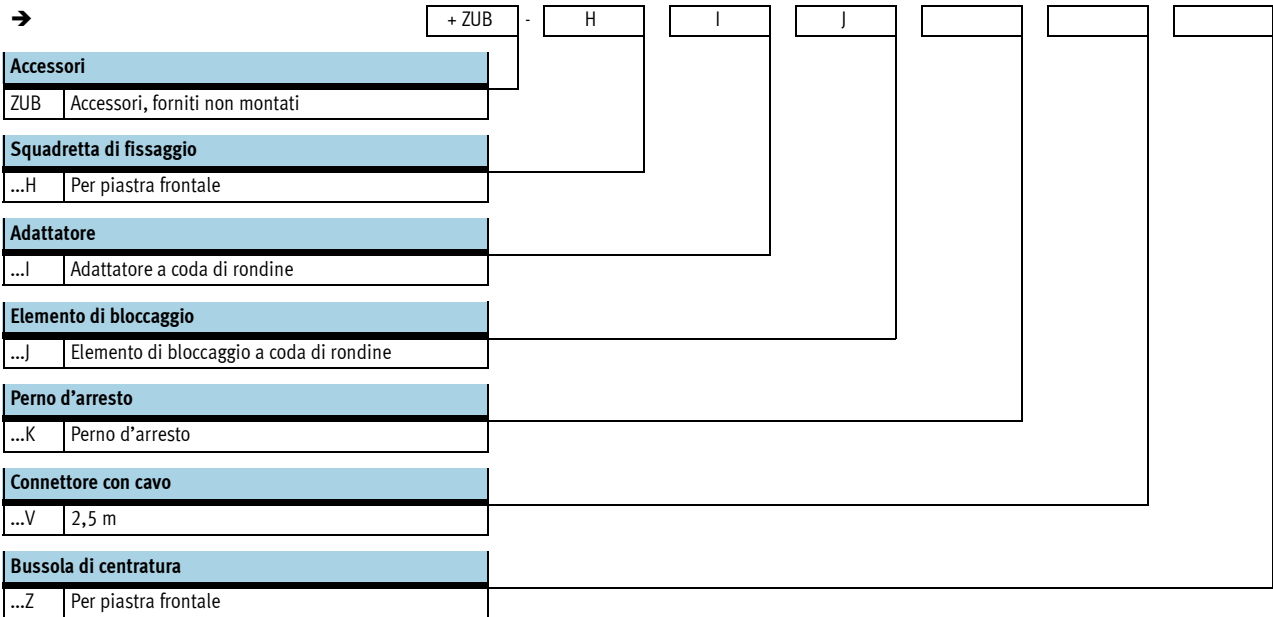 ➔ + ZUB - H I J
Accessori
ZUB Accessori, forniti non montati
Squadretta di fissaggio
...H Per piastra frontale
Adattatore
...I Adattatore a coda di rondine
Elemento di bloccaggio
...J Elemento di bloccaggio a coda di rondine
Perno d’arresto
...K Perno d’arresto
Connettore con cavo
...V 2,5 m
Bussola di centratura
...Z Per piastra frontale